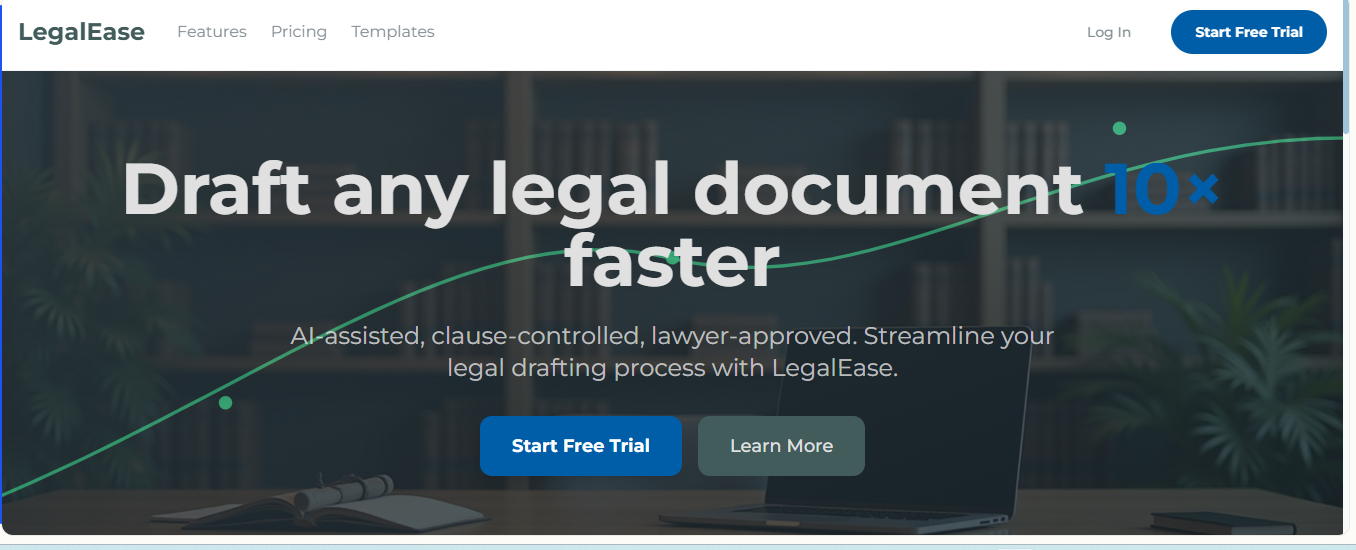 LegalEase Features Pricing Templates Log In Start Free Trial
Draft any legal document 10×
faster
AI-assisted, clause-controlled, lawyer-approved. Streamline your
legal drafting process with LegalEase.
Start Free Trial Learn More